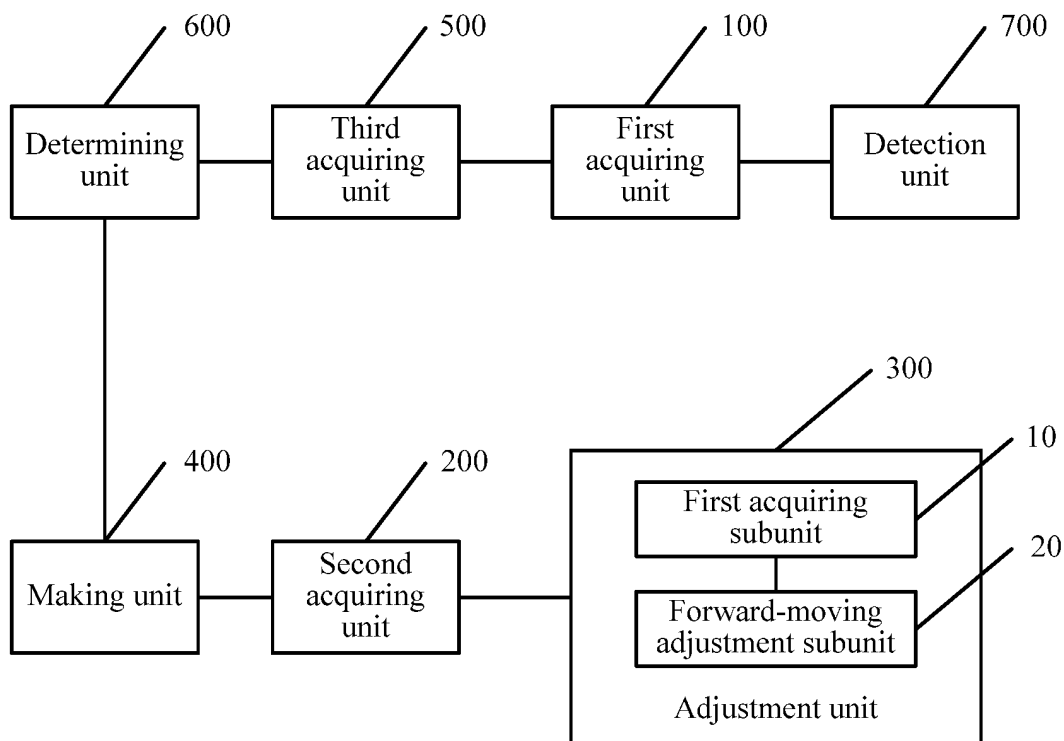 600
500
100
700
Determining
unit
Third
acquiring
unit
First
acquiring
unit
Detection
unit
300
10
400
200
First acquiring
subunit
20
Making unit
Second
acquiring
unit
Forward-moving
adjustment subunit
Adjustment unit